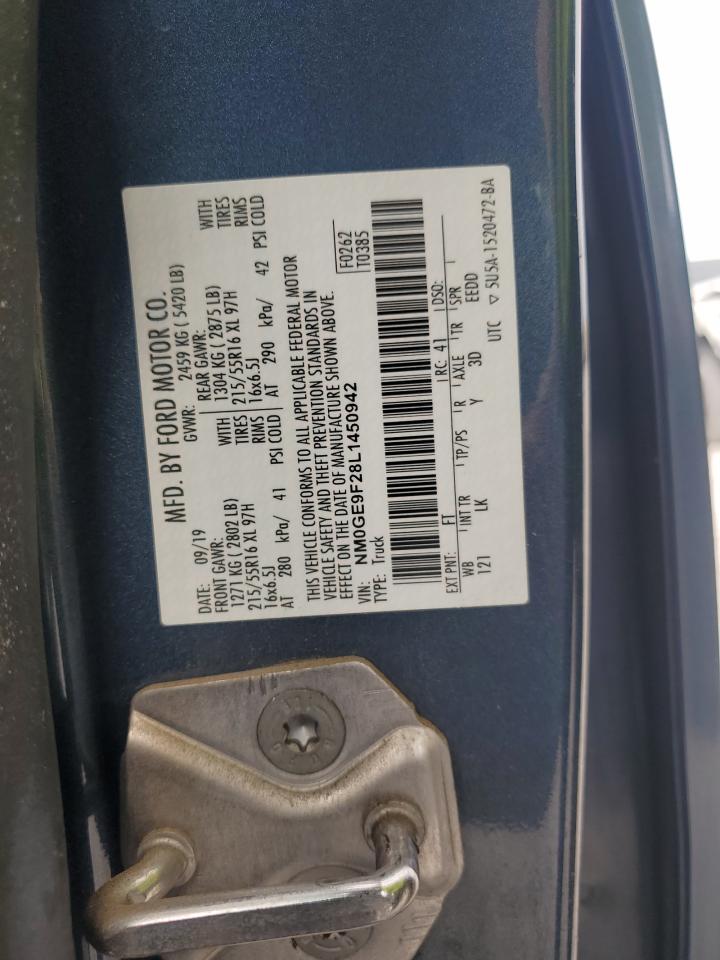 MFD. BY FORD MOTOR CO.
DATE: 09/19 GVWR: 2459 KG ( 5420 LB)
FRONT GAWR: REAR GAWR:
1271 KG ( 2802 LB) WITH 1304 KG ( 2875 LB) WITH
215/55R16 XL 97H TIRES 215/55R16 XL 97H TIRES
16x6.5J RIMS 16x6.5J RIMS
AT 280 kPa/ 41 PSI COLD AT 290 kPa/ 42 PSI COLD
THIS VEHICLE CONFORMS TO ALL APPLICABLE FEDERAL MOTOR
VEHICLE SAFETY AND THEFT PREVENTION STANDARDS IN
EFFECT ON THE DATE OF MANUFACTURE SHOWN ABOVE.
VIN: NM0GE9F28L1450942 F0262
TYPE: Truck T0385
EXT PNT: FT RC: 41 DSO:
WB INT TR TP/PS R AXLE TR SPR
121 LK Y 3D EEDD
UTC ▽ 5U5A-1520472-BA